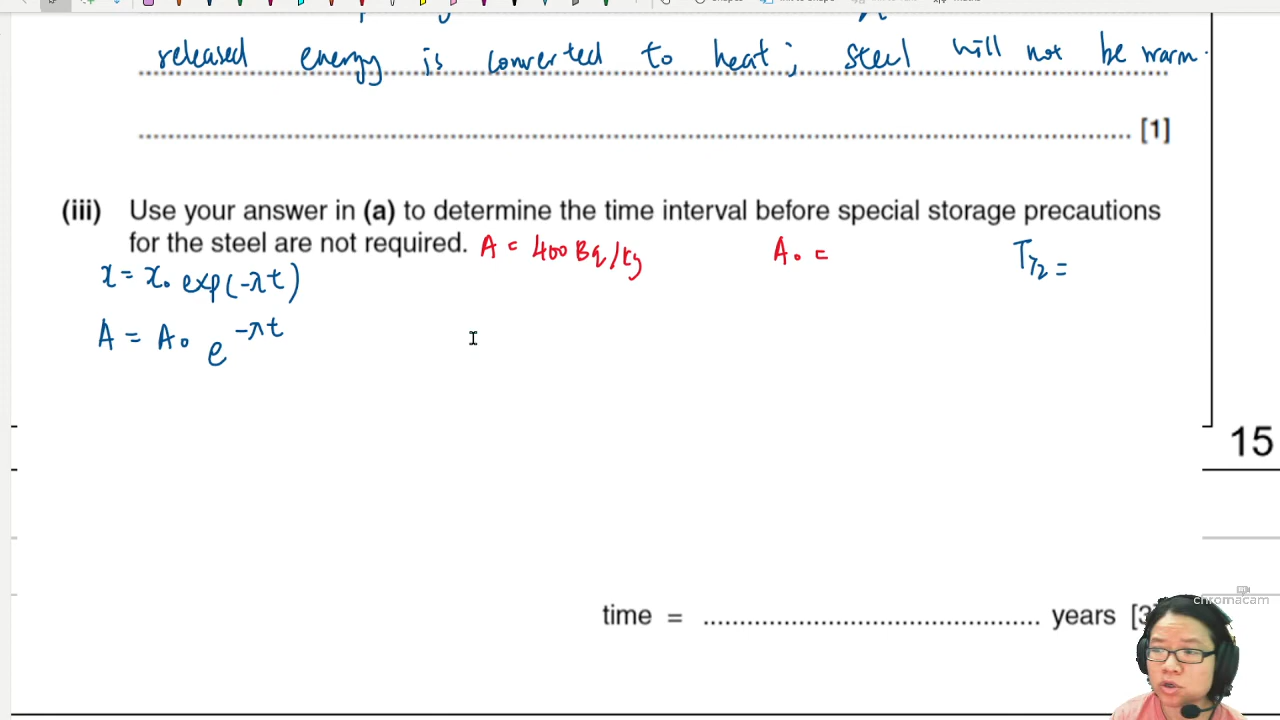 released energy is converted to heat; steel will not be warm.
[1]
(iii) Use your answer in (a) to determine the time interval before special storage precautions
for the steel are not required. A = 400 Bq/kg A₀ = T½ =
x = x₀ exp(-λt)
A = A₀ e^-λt
15
chromacam
time = years [3